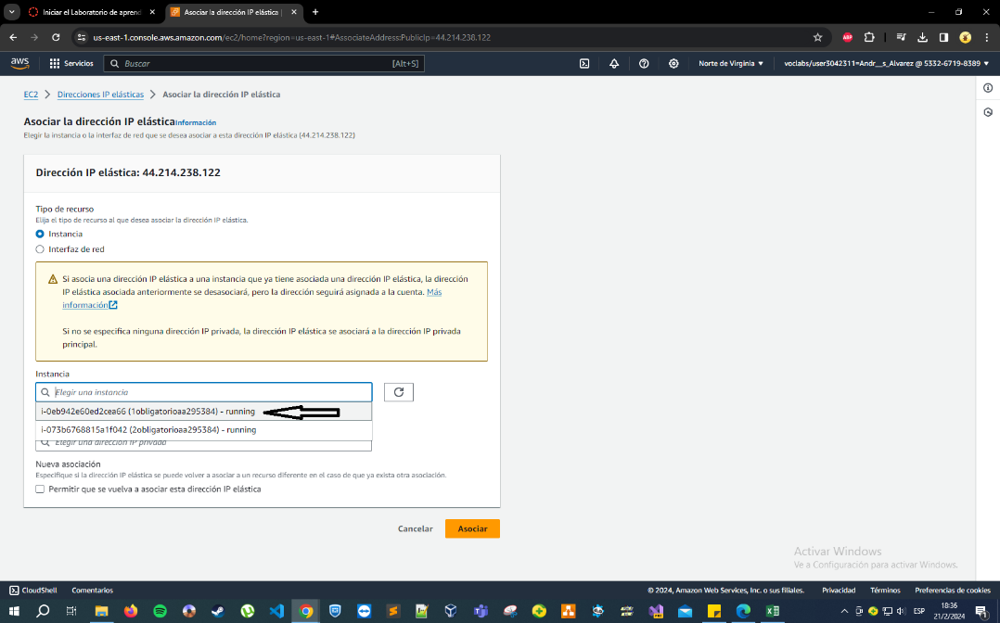 Iniciar el Laboratorio de aprend
Asociar la dirección IP elástica |
us-east-1.console.aws.amazon.com/ec2/home?region=us-east-1#AssociateAddress:PublicIp=44.214.238.122
ABP
aws
Servicios
Buscar
[Alt+S]
Norte de Virginia
voclabs/user3042311=Andr__s_Alvarez @ 5332-6719-8389
EC2
Direcciones IP elásticas
Asociar la dirección IP elástica
Asociar la dirección IP elástica Información
Elegir la instancia o la interfaz de red que se desea asociar a esta dirección IP elástica (44.214.238.122)
Dirección IP elástica: 44.214.238.122
Tipo de recurso
Elija el tipo de recurso al que desea asociar la dirección IP elástica.
Instancia
Interfaz de red
Si asocia una dirección IP elástica a una instancia que ya tiene asociada una dirección IP elástica, la dirección
IP elástica asociada anteriormente se desasociará, pero la dirección seguirá asignada a la cuenta. Más
información
Si no se especifica ninguna dirección IP privada, la dirección IP elástica se asociará a la dirección IP privada
principal.
Instancia
Elegir una instancia
i-0eb942e60ed2cea66 (1obligatorioaa295384) - running
i-073b6768815a1f042 (2obligatorioaa295384) - running
Elegir una dirección IP privada
Nueva asociación
Especifique si la dirección IP elástica se puede volver a asociar a un recurso diferente en el caso de que ya exista otra asociación.
Permitir que se vuelva a asociar esta dirección IP elástica
Cancelar
Asociar
Activar Windows
Ve a Configuración para activar Windows.
CloudShell
Comentarios
© 2024, Amazon Web Services, Inc. o sus filiales.
Privacidad
Términos
Preferencias de cookies
ESP
18:36
21/2/2024